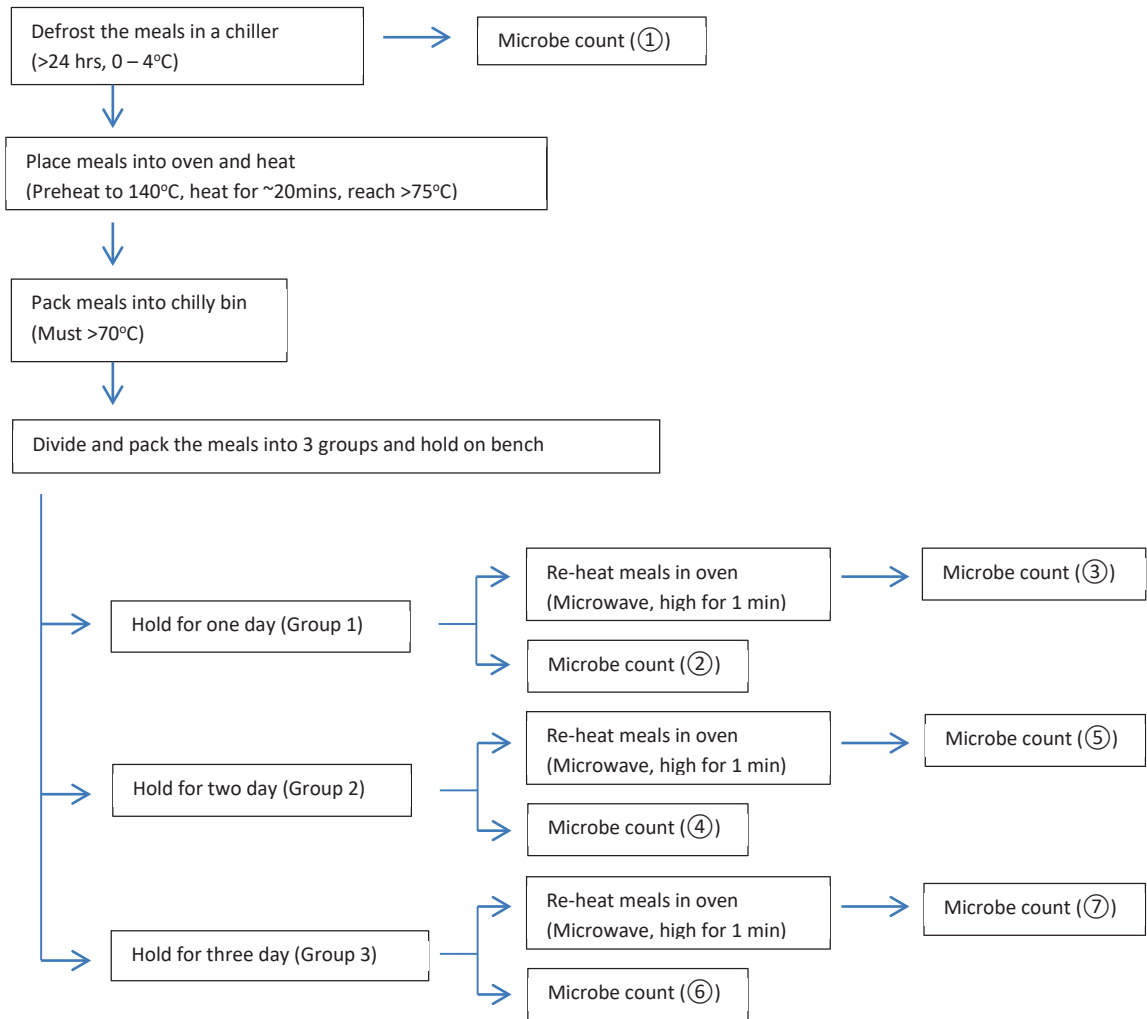 Defrost the meals in a chiller
(>24 hrs, 0 – 4°C)
Microbe count (①)
Place meals into oven and heat
(Preheat to 140°C, heat for ~20mins, reach >75°C)
Pack meals into chilly bin
(Must >70°C)
Divide and pack the meals into 3 groups and hold on bench
Hold for one day (Group 1)
Re-heat meals in oven
(Microwave, high for 1 min)
Microbe count (③)
Microbe count (②)
Hold for two day (Group 2)
Re-heat meals in oven
(Microwave, high for 1 min)
Microbe count (⑤)
Microbe count (④)
Hold for three day (Group 3)
Re-heat meals in oven
(Microwave, high for 1 min)
Microbe count (⑦)
Microbe count (⑥)